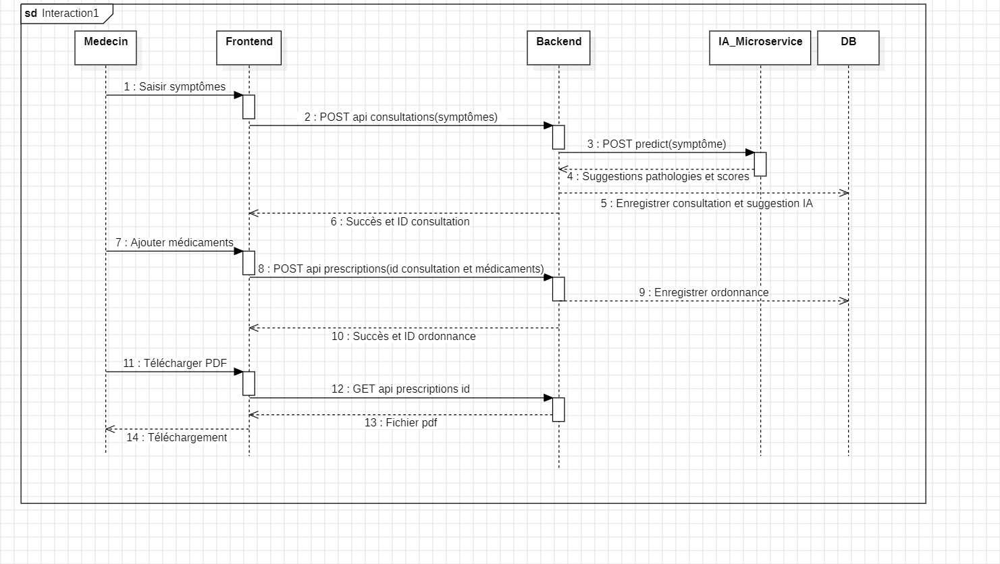 sd Interaction1
Medecin
Frontend
Backend
IA_Microservice
DB
1 : Saisir symptômes
2 : POST api consultations(symptômes)
3 : POST predict(symptôme)
4 : Suggestions pathologies et scores
5 : Enregistrer consultation et suggestion IA
6 : Succès et ID consultation
7 : Ajouter médicaments
8 : POST api prescriptions(id consultation et médicaments)
9 : Enregistrer ordonnance
10 : Succès et ID ordonnance
11 : Télécharger PDF
12 : GET api prescriptions id
13 : Fichier pdf
14 : Téléchargement